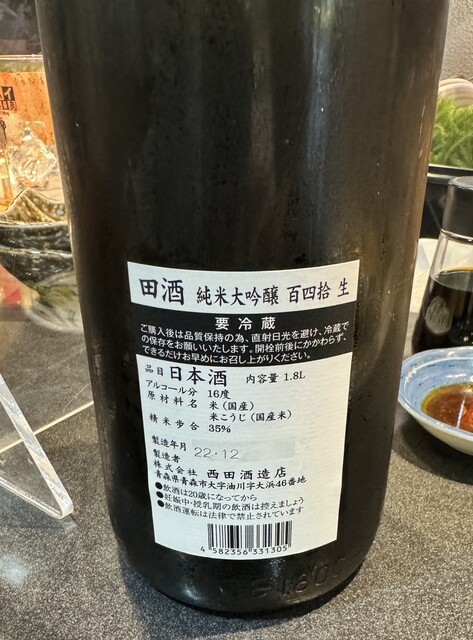 田酒 純米大吟醸 百四拾 生
要冷蔵
ご購入後は品質保持の為、直射日光を避け、冷蔵で
の保存をお願いいたします。開栓前後にかかわらず、
できるだけお早めにお召し上がりください。
品目 日本酒 内容量 1.8L
アルコール分 16度
原材料名 米(国産)
米こうじ(国産米)
精米歩合 35%
製造年月 22.12
製造者
株式会社 西田酒造店
青森県青森市大字油川字大浜46番地
●飲酒は20歳になってから
●妊娠中・授乳期の飲酒は控えましょう
●飲酒運転は法律で禁止されています
4 582356 331305